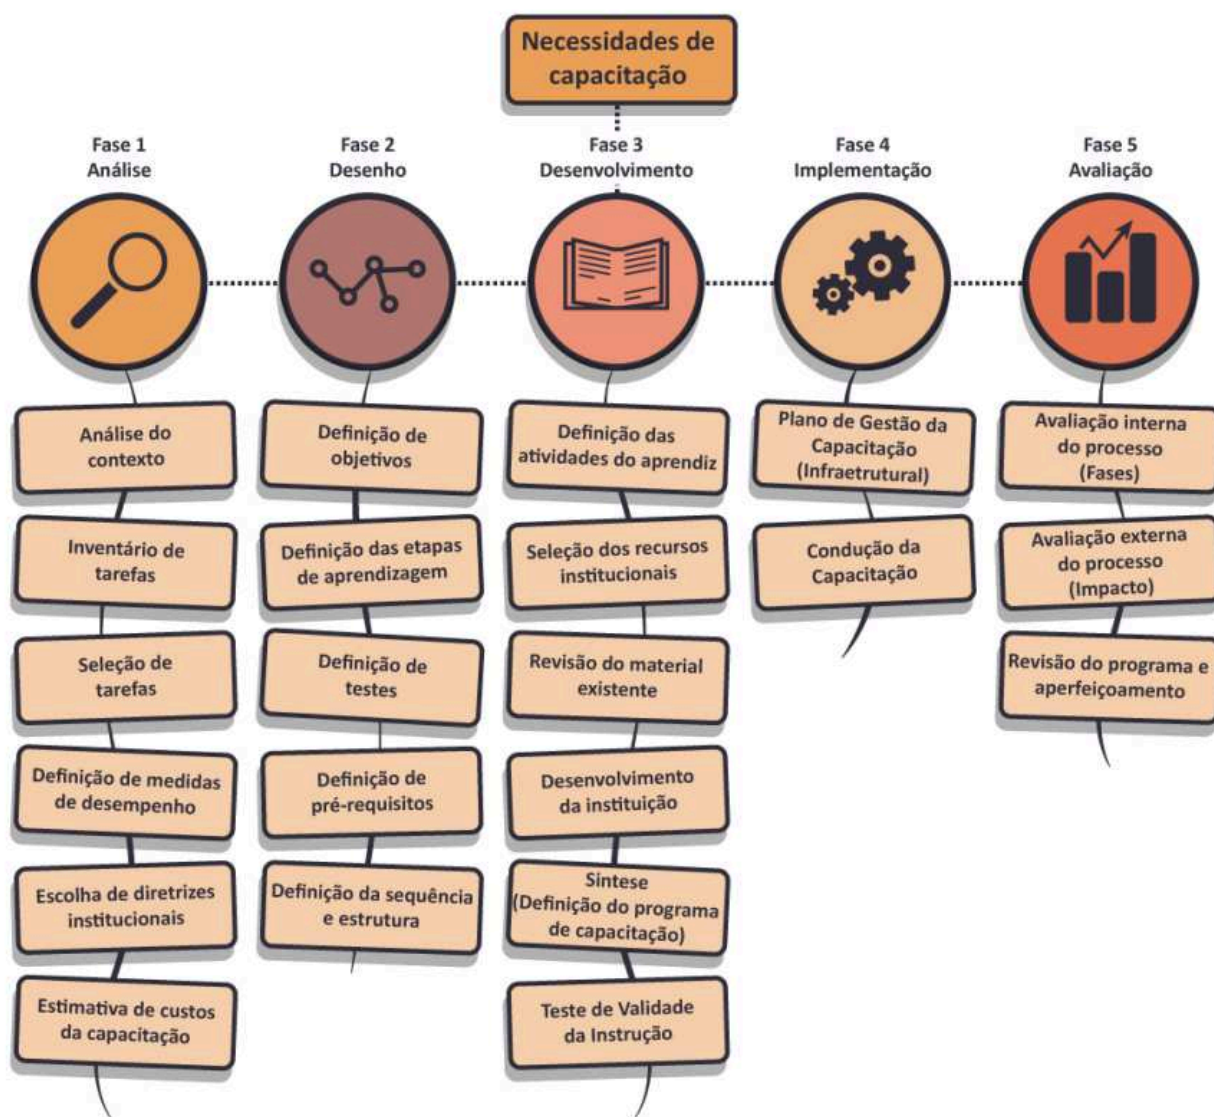 Necessidades de
capacitação
Fase 1
Análise
Fase 2
Desenho
Fase 3
Desenvolvimento
Fase 4
Implementação
Fase 5
Avaliação
Análise do
contexto
Inventário de
tarefas
Seleção de
tarefas
Definição de medidas
de desempenho
Escolha de diretrizes
institucionais
Estimativa de custos
da capacitação
Definição de
objetivos
Definição das etapas
de aprendizagem
Definição de
testes
Definição de
pré-requisitos
Definição da sequência
e estrutura
Definição das
atividades do aprendiz
Seleção dos recursos
institucionais
Revisão do material
existente
Desenvolvimento
da instituição
Síntese
(Definição do programa
de capacitação)
Teste de Validade
da Instrução
Plano de Gestão da
Capacitação
(Infraetrutural)
Condução da
Capacitação
Avaliação interna
do processo
(Fases)
Avaliação externa
do processo
(Impacto)
Revisão do programa e
aperfeiçoamento